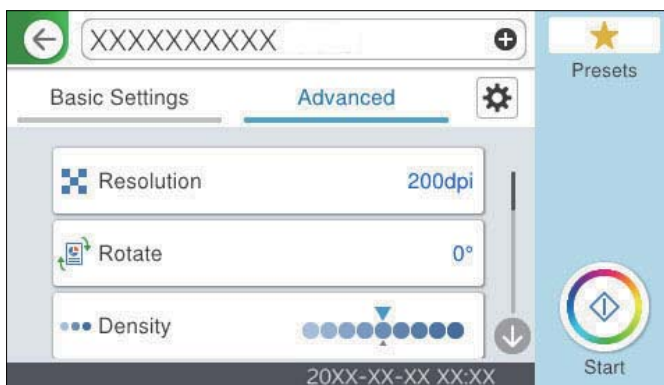 XXXXXXXXXX
Presets
Basic Settings
Advanced
Resolution
200dpi
Rotate
0°
Density
Start
20XX-XX-XX XX:XX